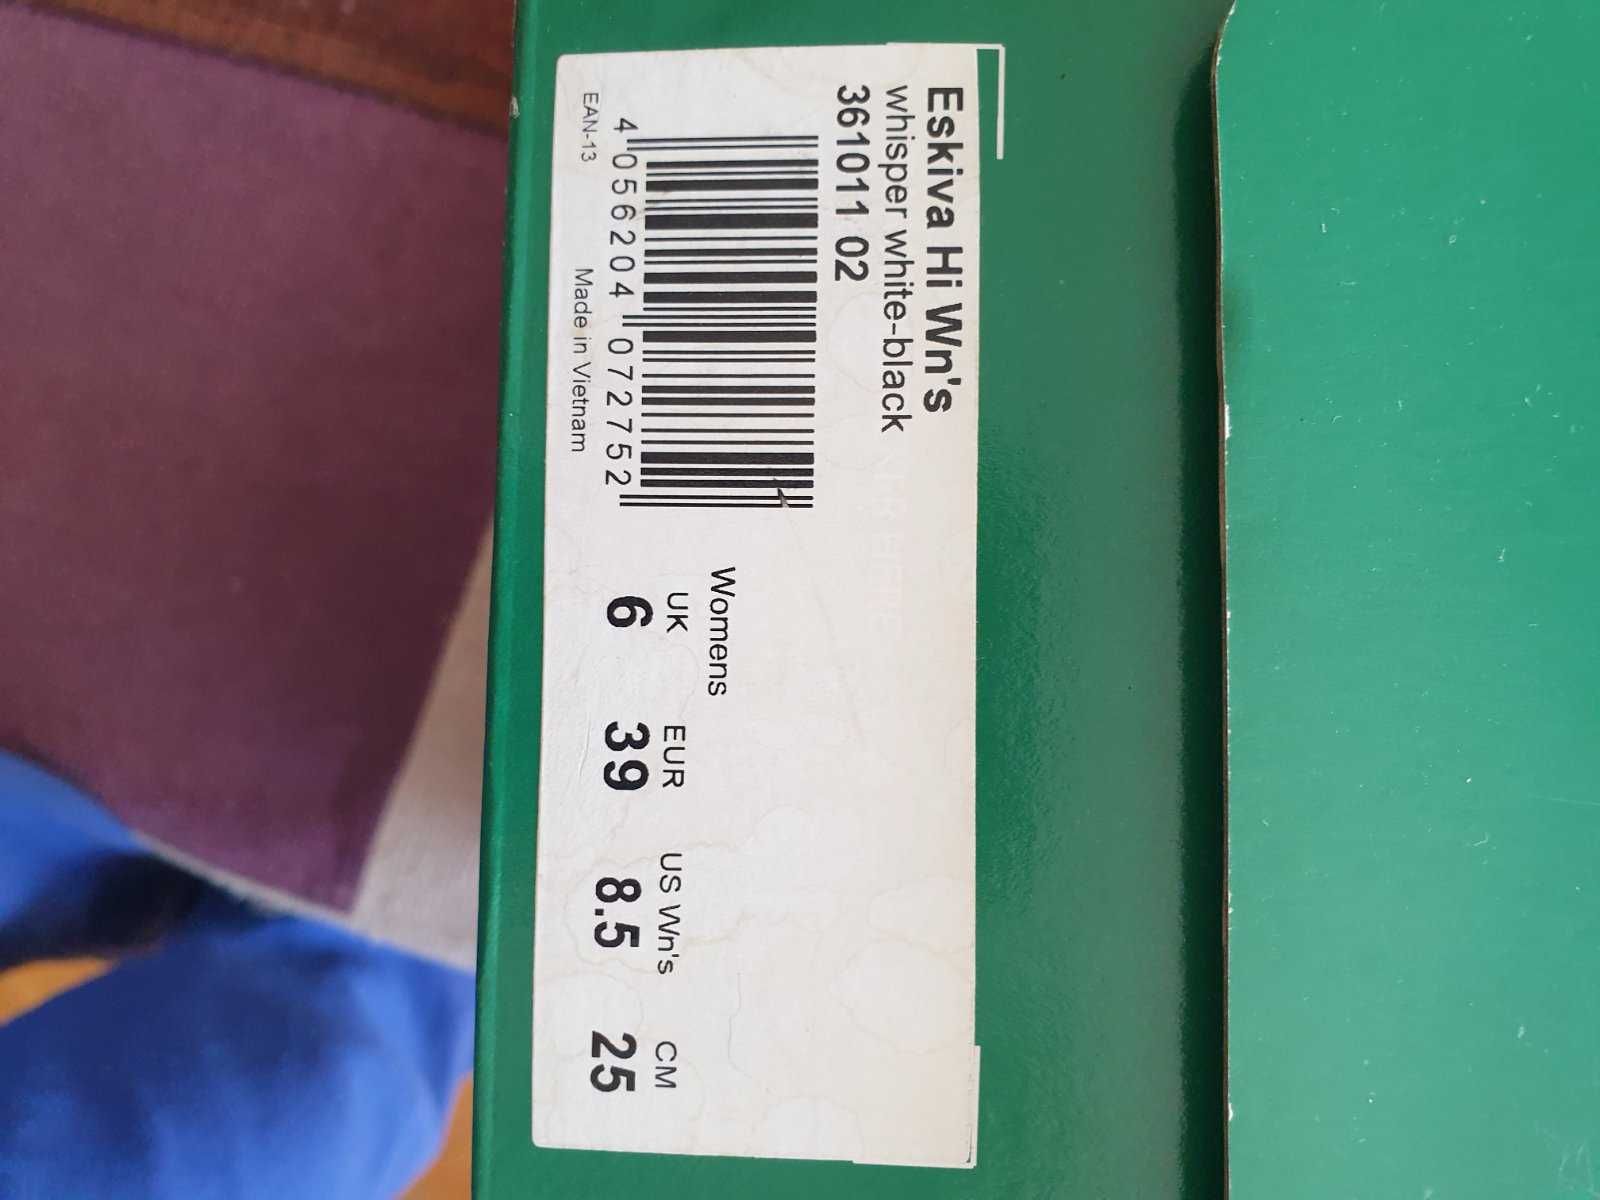 Eskiva Hi Wn's
whisper white-black
361011 02
4 056204 072752
EAN-13
Made in Vietnam
Womens
UK EUR US Wn's CM
6 39 8.5 25